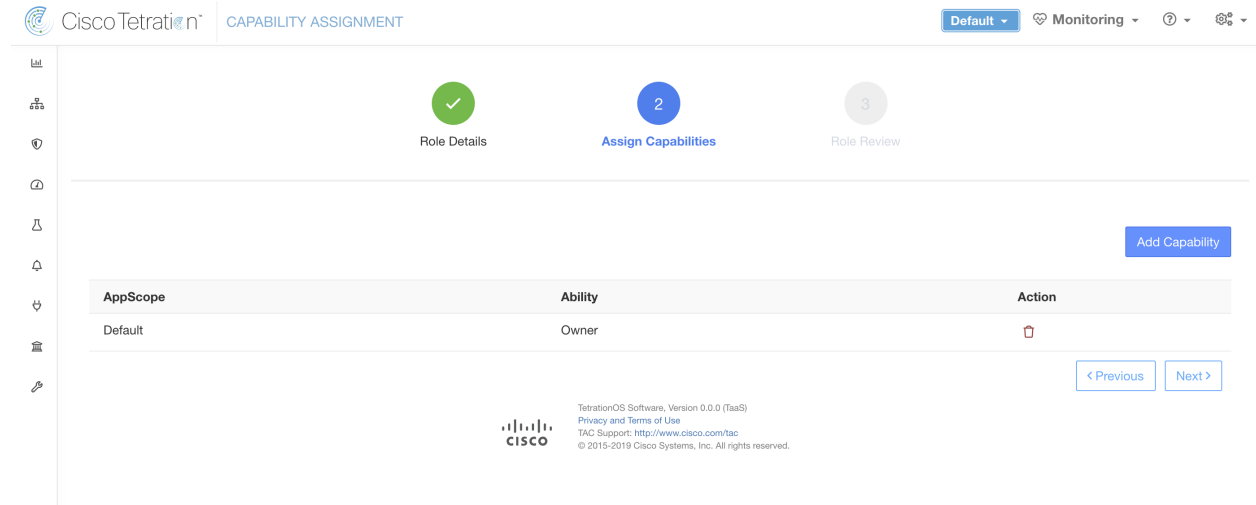 Cisco Tetration™ CAPABILITY ASSIGNMENT Default Monitoring ?
2 3
Role Details Assign Capabilities Role Review
Add Capability
AppScope Ability Action
Default Owner
< Previous Next >
TetrationOS Software, Version 0.0.0 (TaaS)
Privacy and Terms of Use
TAC Support: http://www.cisco.com/tac
© 2015-2019 Cisco Systems, Inc. All rights reserved.
CISCO